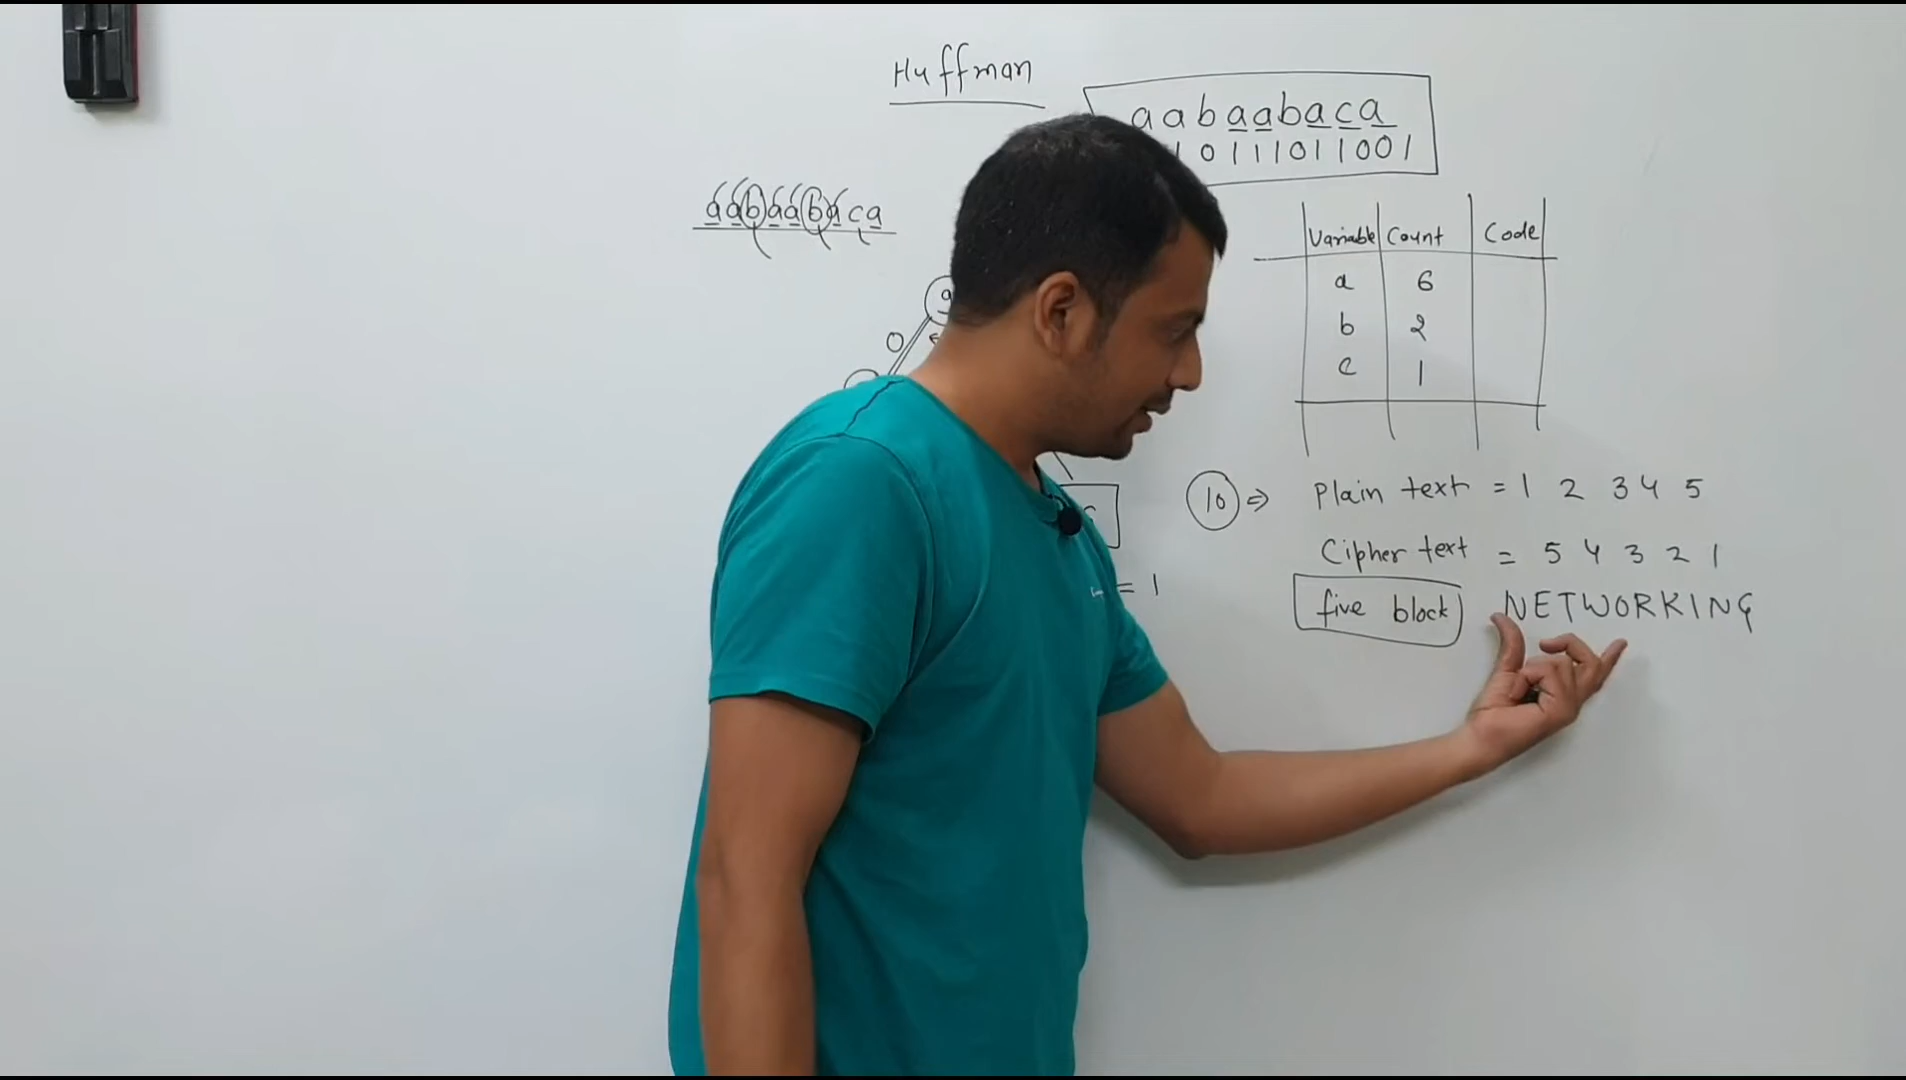 Huffman
aabaabaca
10111011001
aabaabaca
0
Variable Count Code
a 6
b 2
c 1
10 ⇒ Plain text = 1 2 3 4 5
Cipher text = 5 4 3 2 1
= 1
five block NETWORKING